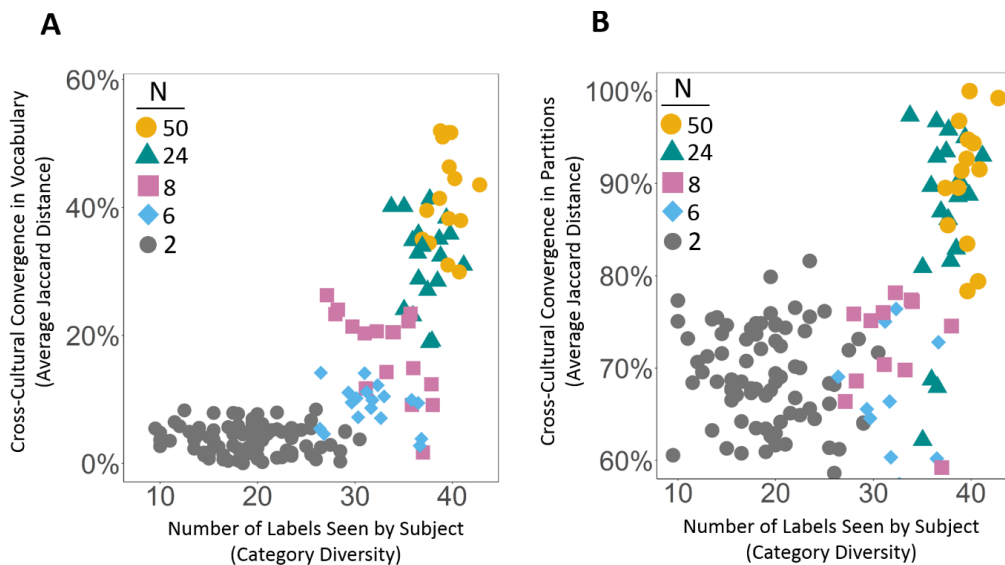 A
Cross-Cultural Convergence in Vocabulary
(Average Jaccard Distance)
60%
40%
20%
0%
N
50
24
8
6
2
10
20
30
40
Number of Labels Seen by Subject
(Category Diversity)
B
Cross-Cultural Convergence in Partitions
(Average Jaccard Distance)
100%
90%
80%
70%
60%
N
50
24
8
6
2
10
20
30
40
Number of Labels Seen by Subject
(Category Diversity)